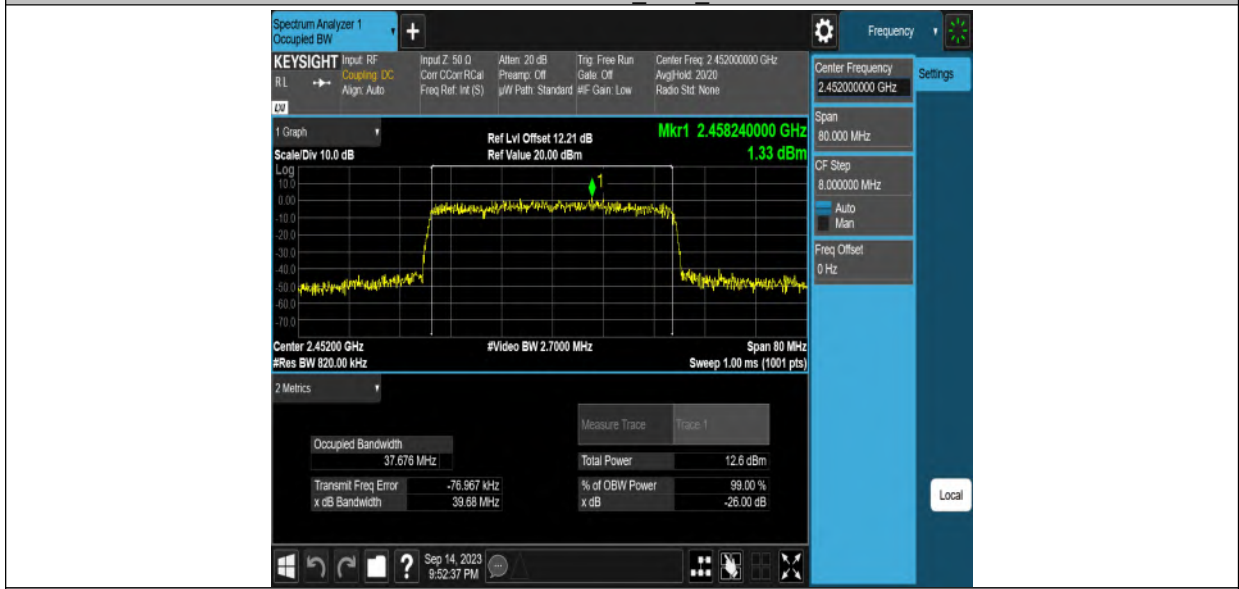 Spectrum Analyzer 1
Occupied BW
+
Frequency
KEYSIGHT
R L
LXI
Input: RF
Coupling: DC
Align: Auto
Input Z: 50 Ω
Corr CCorr RCal
Freq Ref: Int (S)
Atten: 20 dB
Preamp: Off
µW Path: Standard
Trig: Free Run
Gate: Off
#IF Gain: Low
Center Freq: 2.452000000 GHz
Avg|Hold: 20/20
Radio Std: None
Center Frequency
2.452000000 GHz
Settings
Span
80.000 MHz
CF Step
8.000000 MHz
Auto
Man
Freq Offset
0 Hz
Local
1 Graph
Scale/Div 10.0 dB
Ref Lvl Offset 12.21 dB
Ref Value 20.00 dBm
Mkr1 2.458240000 GHz
1.33 dBm
Log
10.0
0.00
-10.0
-20.0
-30.0
-40.0
-50.0
-60.0
-70.0
1
Center 2.45200 GHz
#Res BW 820.00 kHz
#Video BW 2.7000 MHz
Span 80 MHz
Sweep 1.00 ms (1001 pts)
2 Metrics
Measure Trace Trace 1
Occupied Bandwidth
37.676 MHz
Total Power 12.6 dBm
Transmit Freq Error -76.967 kHz
% of OBW Power 99.00 %
x dB Bandwidth 39.68 MHz
x dB -26.00 dB
?
Sep 14, 2023
9:52:37 PM